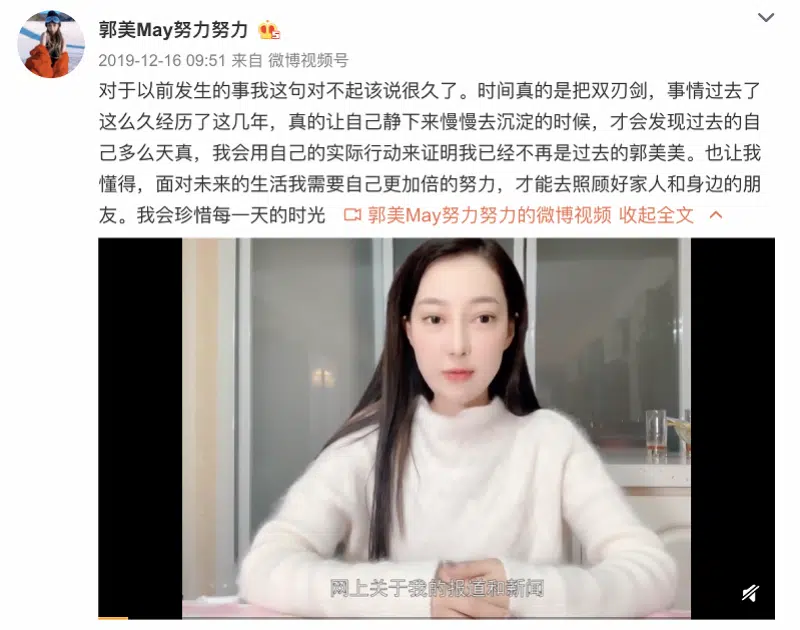 郭美May努力努力
2019-12-16 09:51 来自 微博视频号
对于以前发生的事我这句对不起该说很久了。时间真的是把双刃剑，事情过去了
这么久经历了这几年，真的让自己静下来慢慢去沉淀的时候，才会发现过去的自
己多么天真，我会用自己的实际行动来证明我已经不再是过去的郭美美。也让我
懂得，面对未来的生活我需要自己更加倍的努力，才能去照顾好家人和身边的朋
友。我会珍惜每一天的时光 郭美May努力努力的微博视频 收起全文
网上关于我的报道和新闻